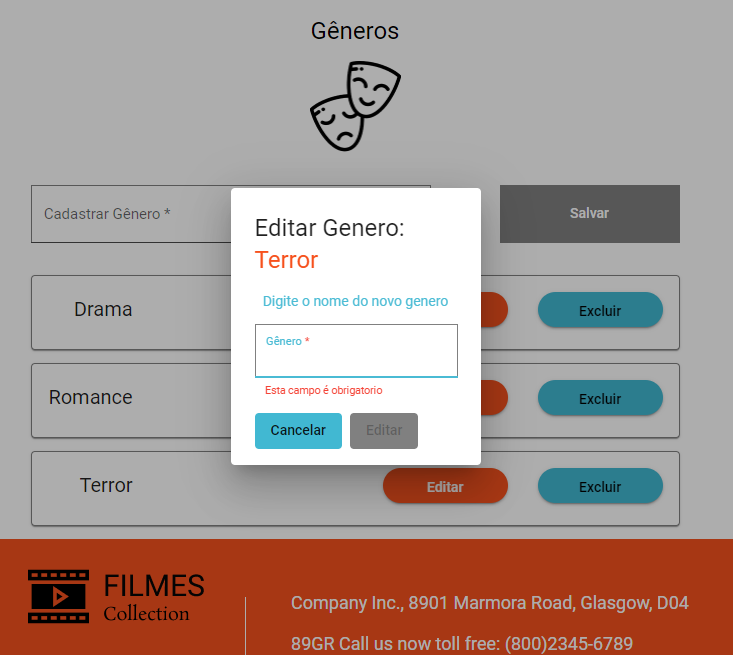 Gêneros
Cadastrar Gênero *
Salvar
Editar Genero:
Terror
Digite o nome do novo genero
Gênero *
Esta campo é obrigatorio
Cancelar
Editar
Drama
Excluir
Romance
Excluir
Terror
Editar
Excluir
FILMES
Collection
Company Inc., 8901 Marmora Road, Glasgow, D04
89GR Call us now toll free: (800)2345-6789